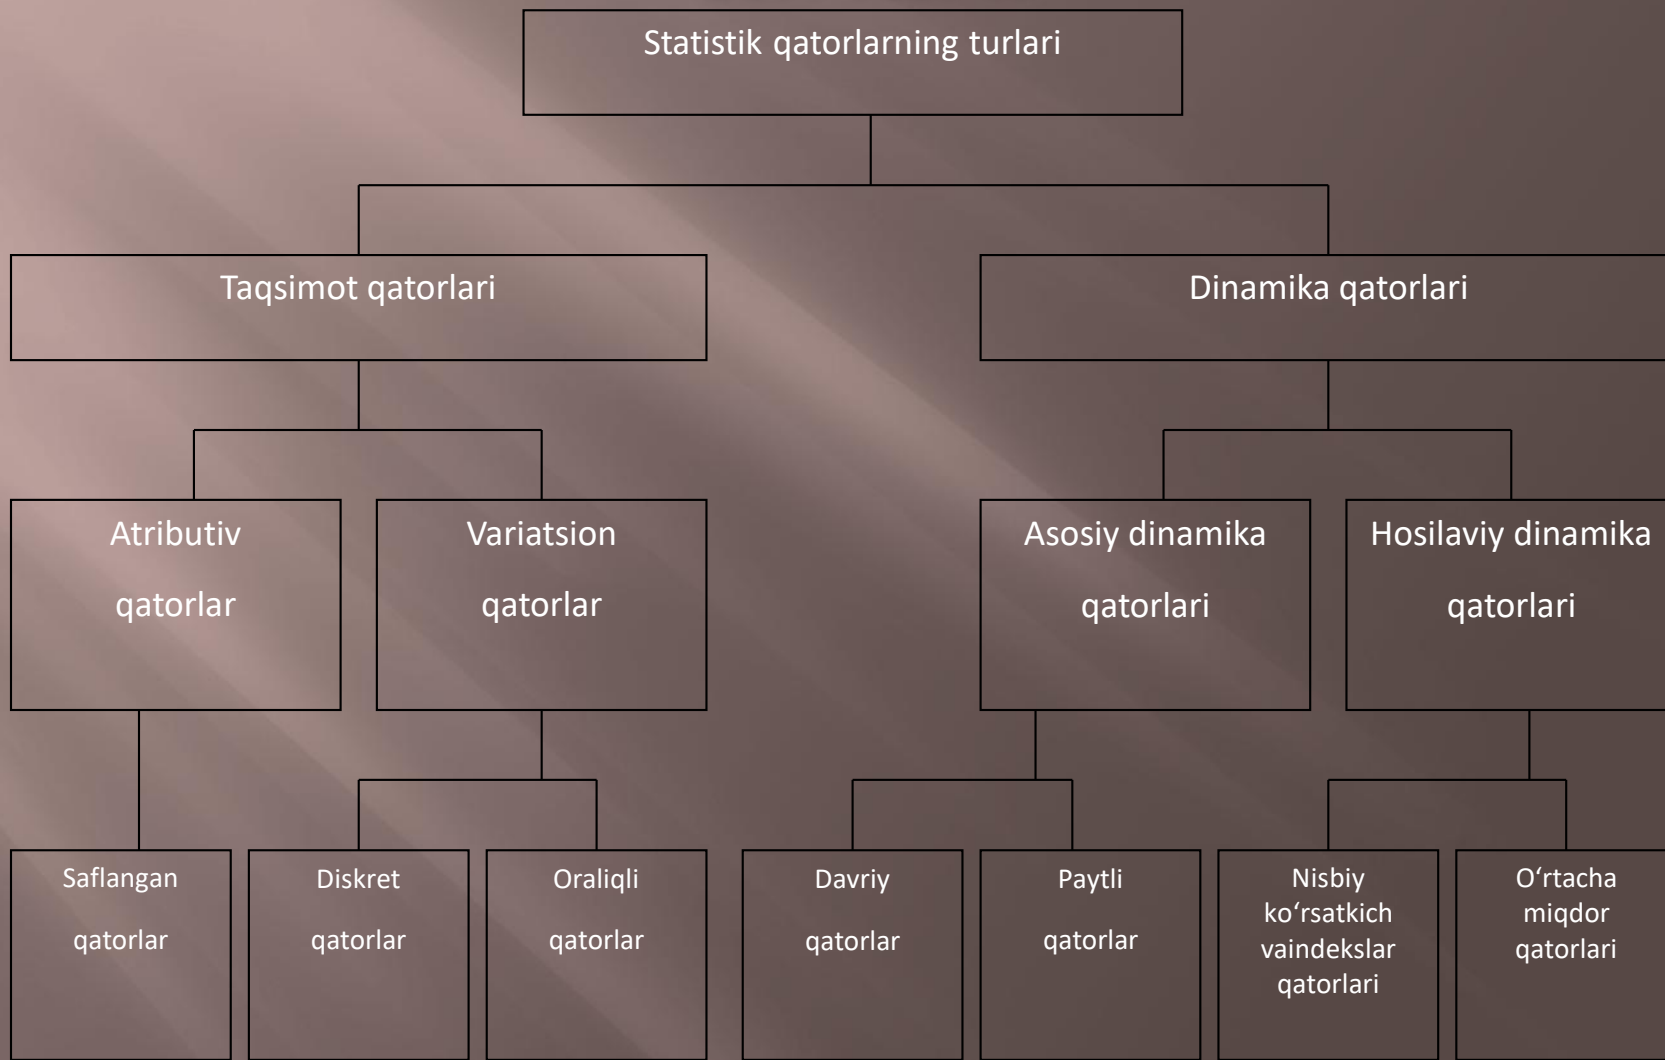 Statistik qatorlarning turlari
Taqsimot qatorlari
Dinamika qatorlari
Atributiv
qatorlar
Variatsion
qatorlar
Asosiy dinamika
qatorlari
Hosilaviy dinamika
qatorlari
Saflangan
qatorlar
Diskret
qatorlar
Oraliqli
qatorlar
Davriy
qatorlar
Paytli
qatorlar
Nisbiy
ko‘rsatkich
vaindekslar
qatorlari
O‘rtacha
miqdor
qatorlari